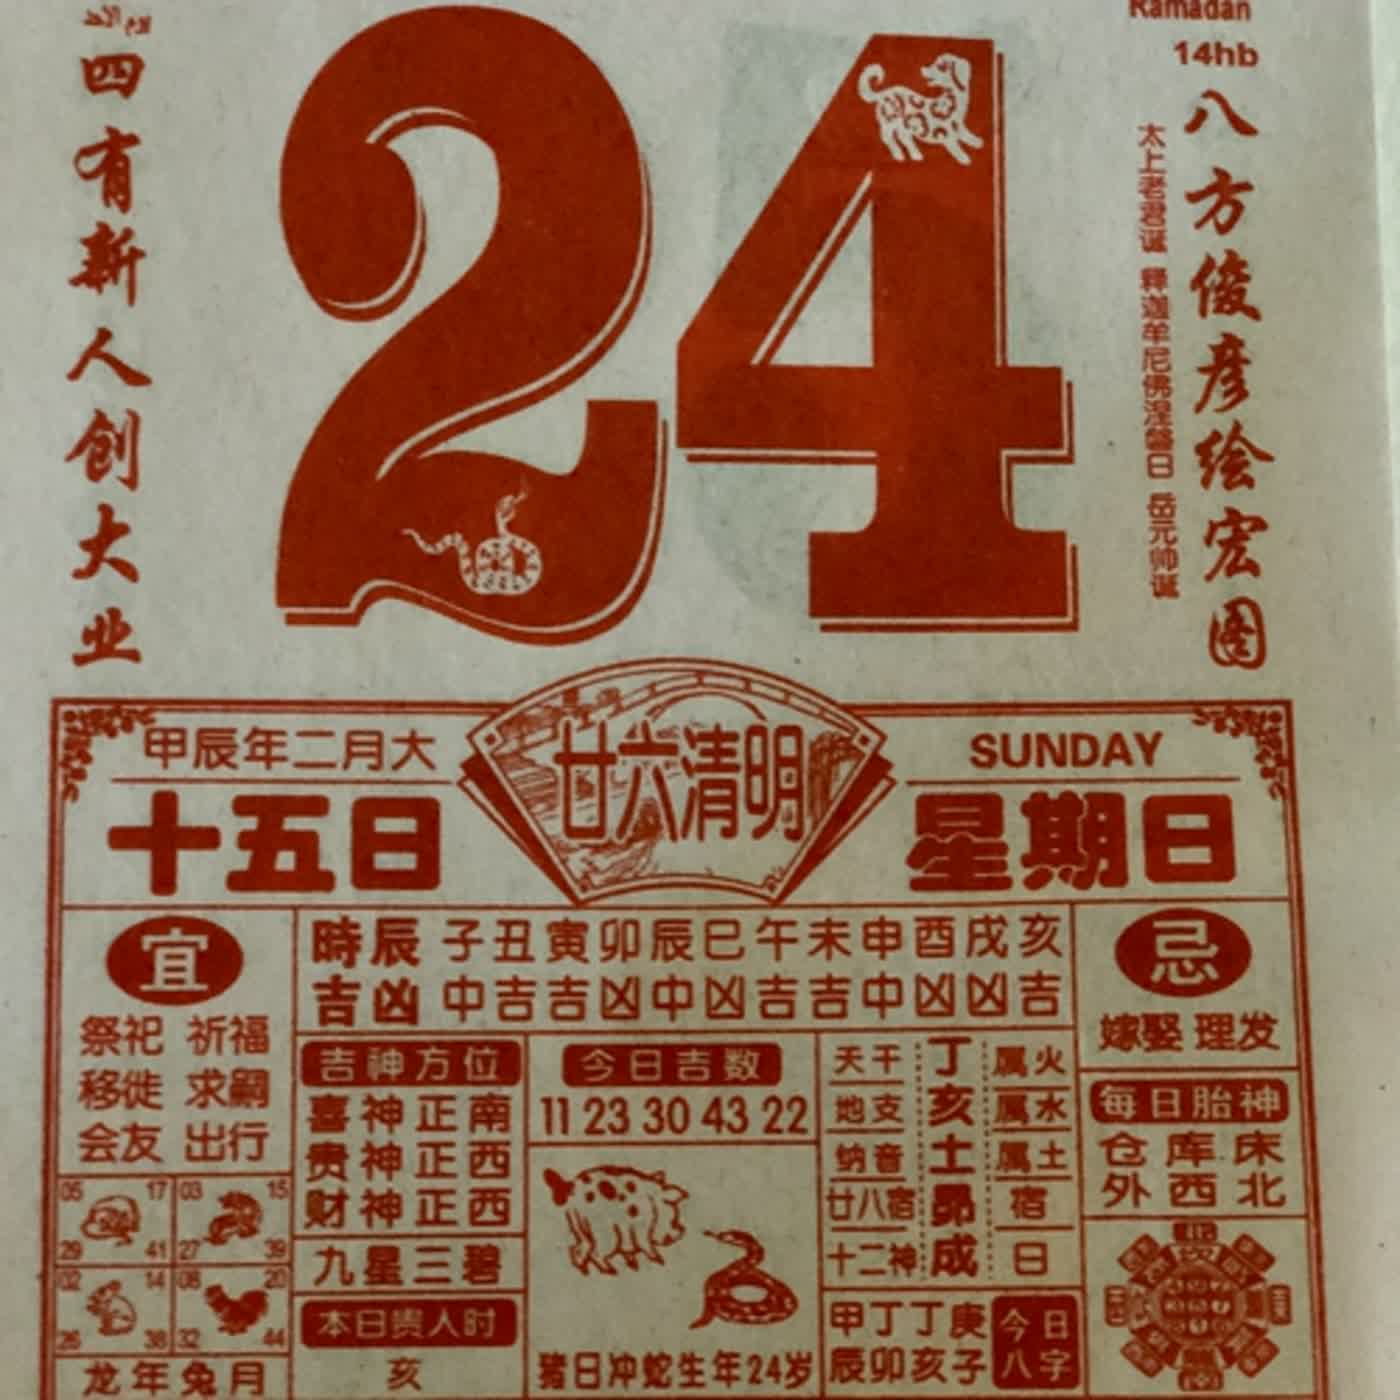 Ramadan
14hb
24
四有新人创大业
八方俊彦绘宏图
太上老君诞 释迦牟尼佛涅盘日 岳元帅诞
甲辰年二月大
十五日
廿六清明
SUNDAY
星期日
宜
祭祀 祈福
移徙 求嗣
会友 出行
時辰 子丑寅卯辰巳午未申酉戌亥
吉凶 中吉吉凶中凶吉吉中凶凶吉
忌
嫁娶 理发
吉神方位
喜神正南
贵神正西
财神正西
九星三碧
本日贵人时
亥
今日吉数
11 23 30 43 22
猪日冲蛇生年24岁
天干 丁 属火
地支 亥 属水
纳音 土 属土
廿八宿 昴 宿
十二神 成 日
甲丁丁庚
辰卯亥子
今日八字
每日胎神
仓库床
外西北
05 17
29 41
03 15
27 39
02 14
26 38
08 20
32 44
龙年兔月